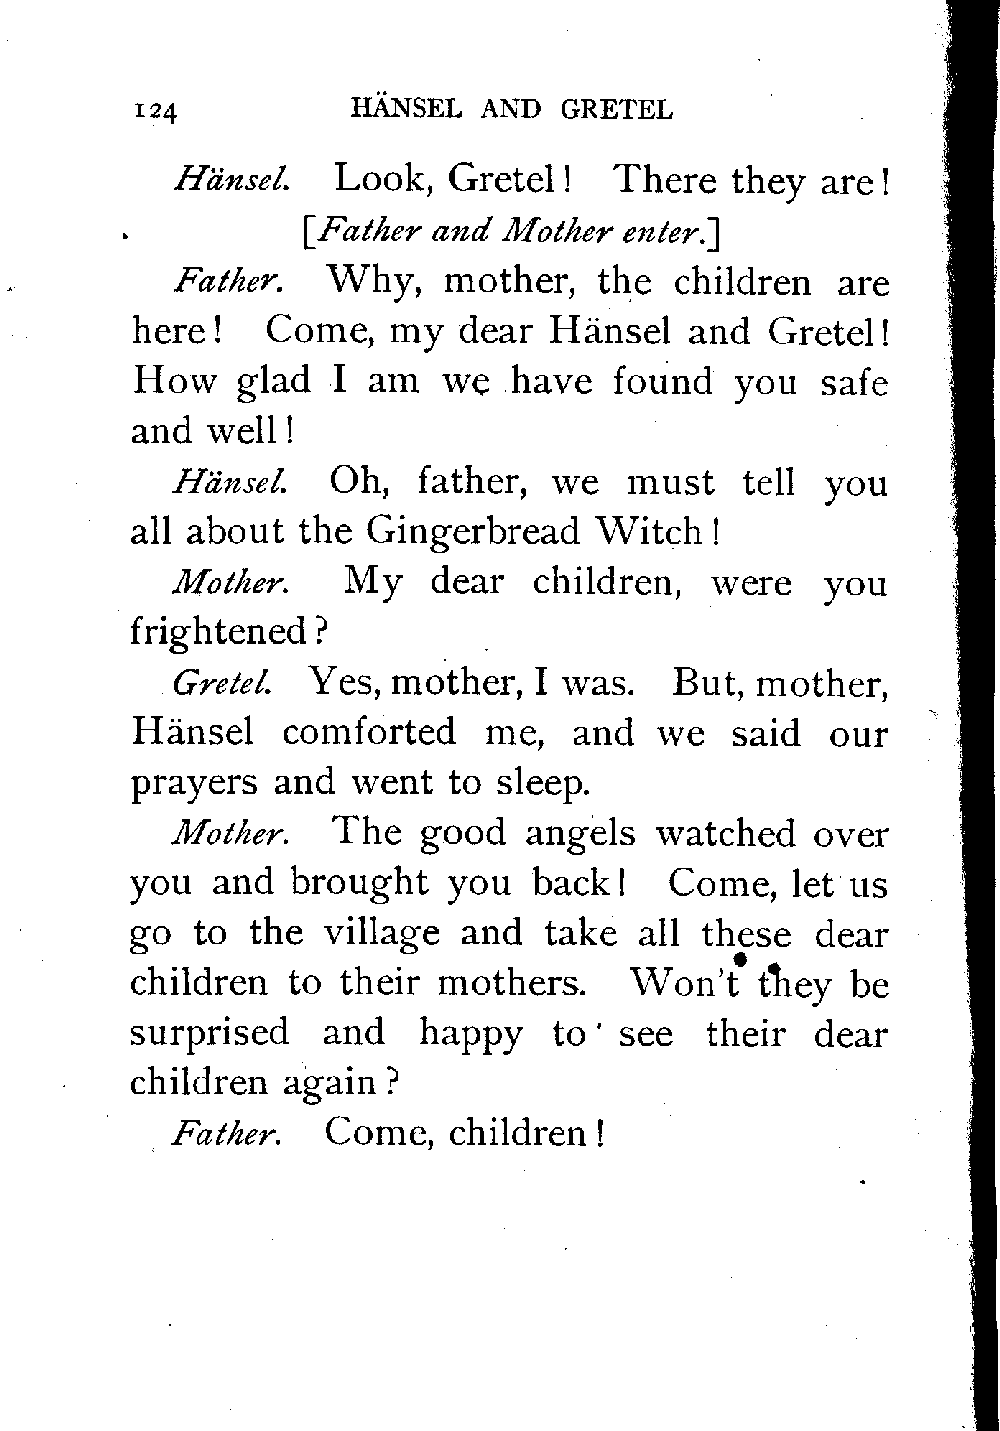 124 HÄNSEL AND GRETEL
Hänsel. Look, Gretel! There they are!
[Father and Mother enter.]
Father. Why, mother, the children are
here! Come, my dear Hänsel and Gretel!
How glad I am we have found you safe
and well!
Hänsel. Oh, father, we must tell you
all about the Gingerbread Witch!
Mother. My dear children, were you
frightened?
Gretel. Yes, mother, I was. But, mother,
Hänsel comforted me, and we said our
prayers and went to sleep.
Mother. The good angels watched over
you and brought you back! Come, let us
go to the village and take all these dear
children to their mothers. Won't they be
surprised and happy to see their dear
children again?
Father. Come, children!